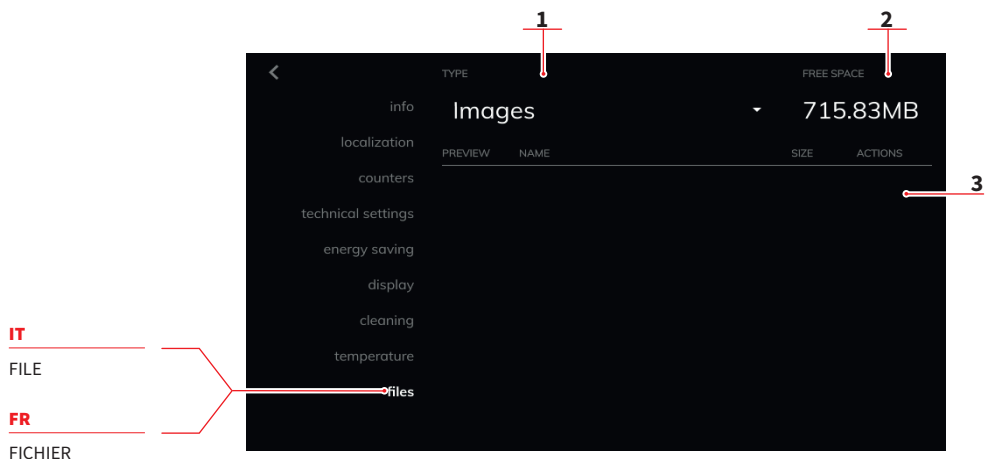 1
2
TYPE
FREE SPACE
info
Images
715.83MB
localization
PREVIEW NAME SIZE ACTIONS
counters
3
technical settings
energy saving
display
cleaning
IT
temperature
FILE
files
FR
FICHIER